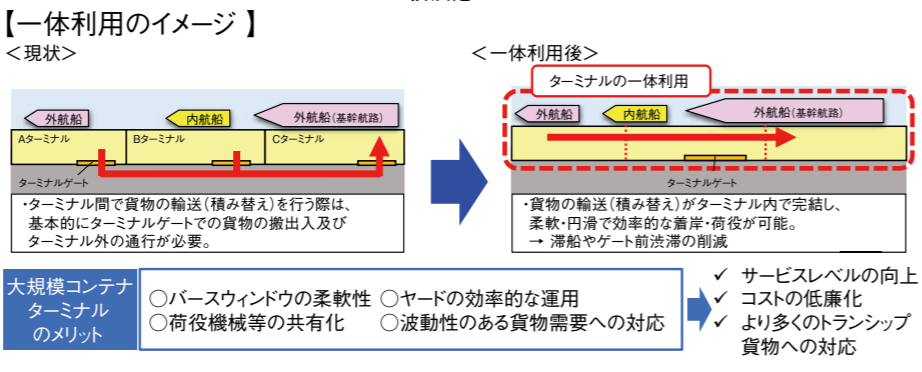 【一体利用のイメージ 】
＜現状＞
外航船
内航船
外航船(基幹航路)
Aターミナル
Bターミナル
Cターミナル
ターミナルゲート
・ターミナル間で貨物の輸送(積み替え)を行う際は、
基本的にターミナルゲートでの貨物の搬出入及び
ターミナル外の通行が必要。
＜一体利用後＞
ターミナルの一体利用
外航船
内航船
外航船(基幹航路)
ターミナルゲート
・貨物の輸送(積み替え)がターミナル内で完結し、
柔軟・円滑で効率的な着岸・荷役が可能。
→ 滞船やゲート前渋滞の削減
大規模コンテナ
ターミナル
のメリット
○バースウィンドウの柔軟性 ○ヤードの効率的な運用
○荷役機械等の共有化 ○波動性のある貨物需要への対応
✓ サービスレベルの向上
✓ コストの低廉化
✓ より多くのトランシップ
貨物への対応